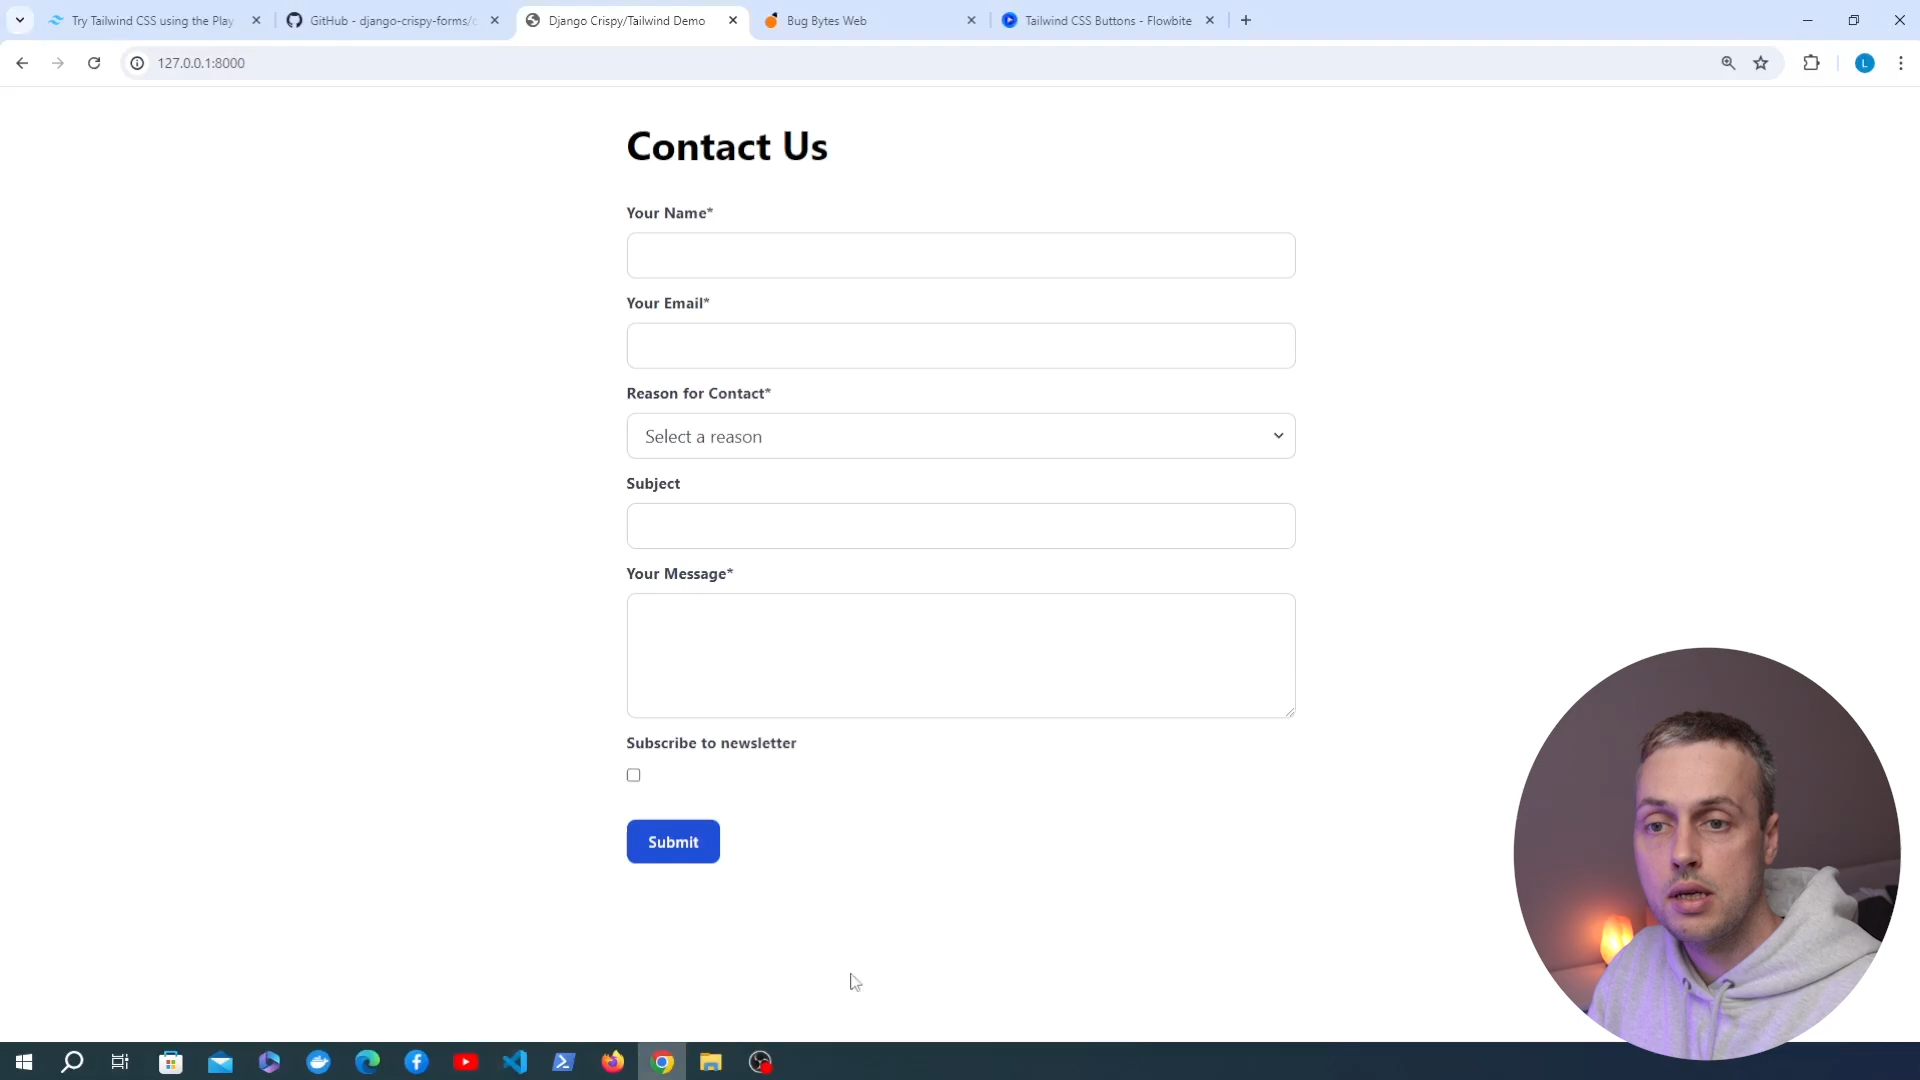 Try Tailwind CSS using the Play
GitHub - django-crispy-forms/c
Django Crispy/Tailwind Demo
Bug Bytes Web
Tailwind CSS Buttons - Flowbite
127.0.0.1:8000
L
Contact Us
Your Name*
Your Email*
Reason for Contact*
Select a reason
Subject
Your Message*
Subscribe to newsletter
Submit